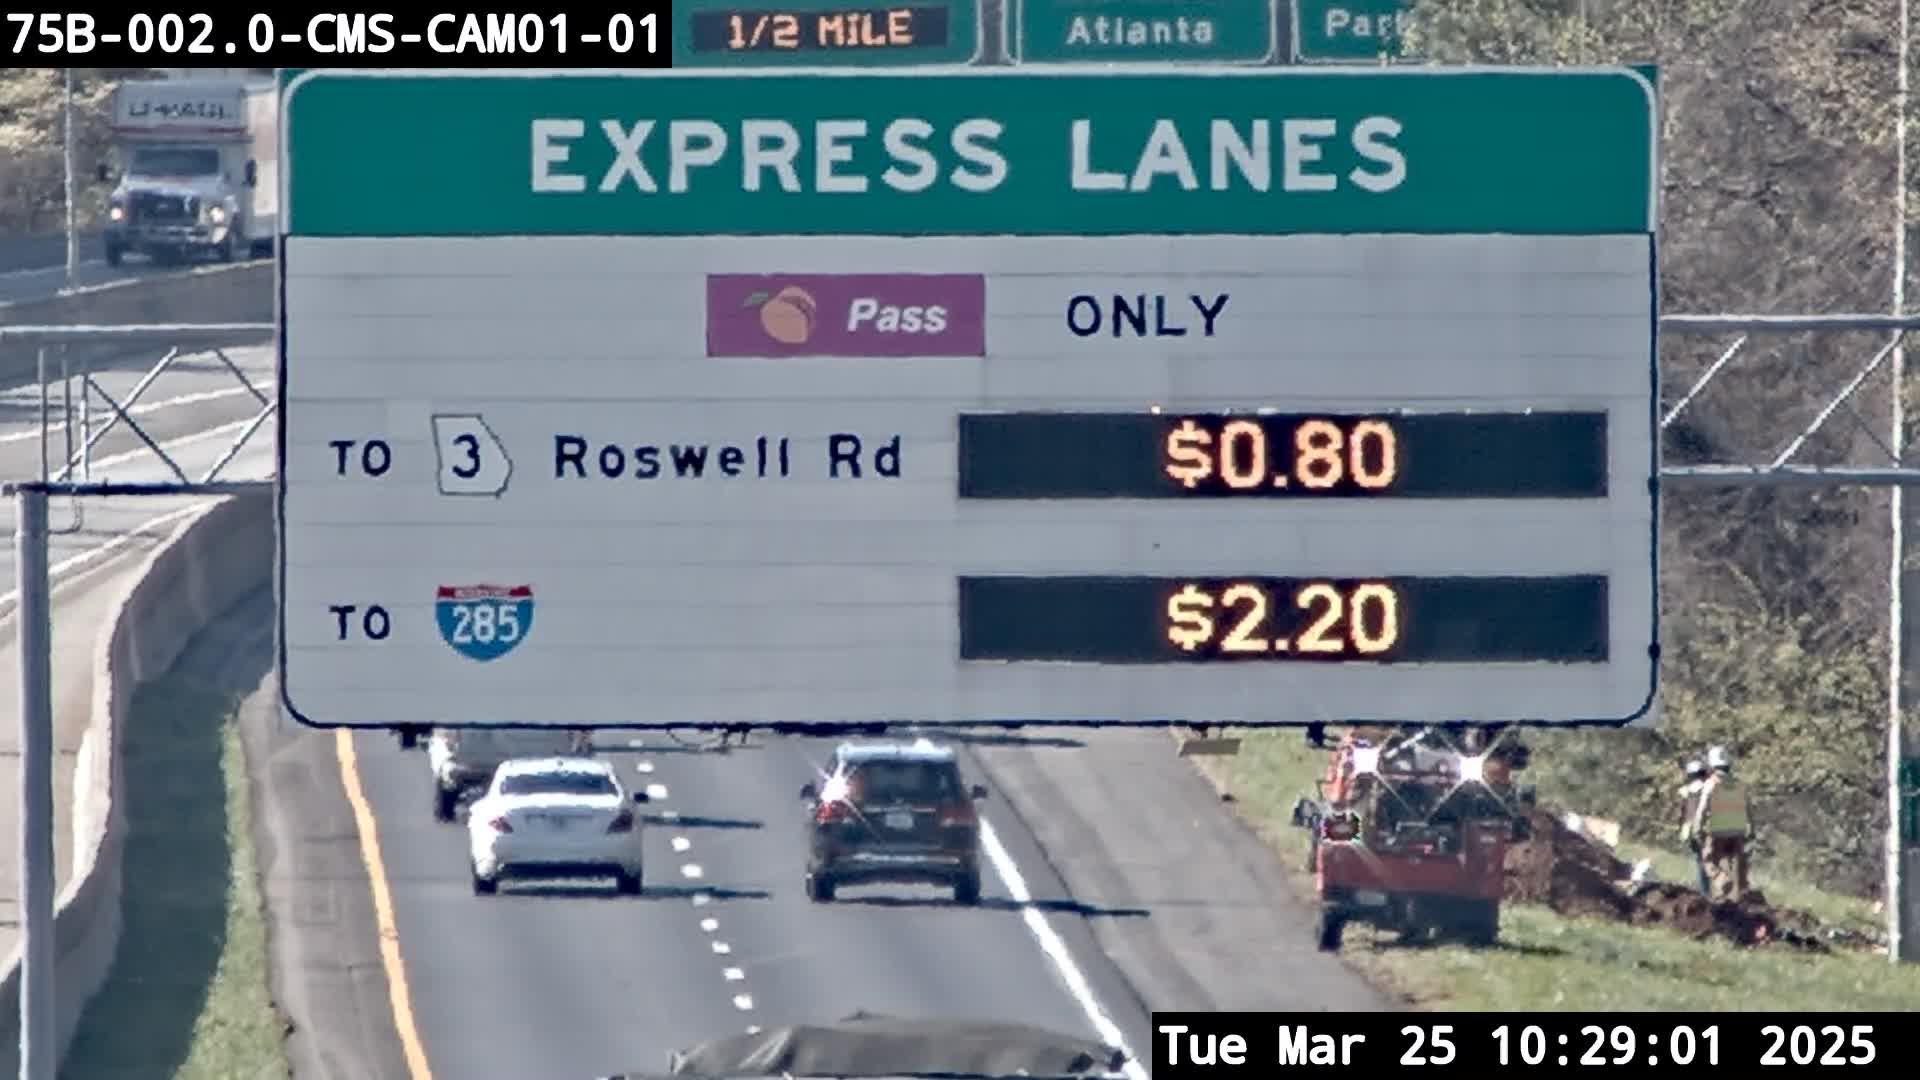 75B-002.0-CMS-CAM01-01
1/2 MILE
Atlanta
EXPRESS LANES
Pass ONLY
TO 3 Roswell Rd $0.80
TO 285 $2.20
Tue Mar 25 10:29:01 2025